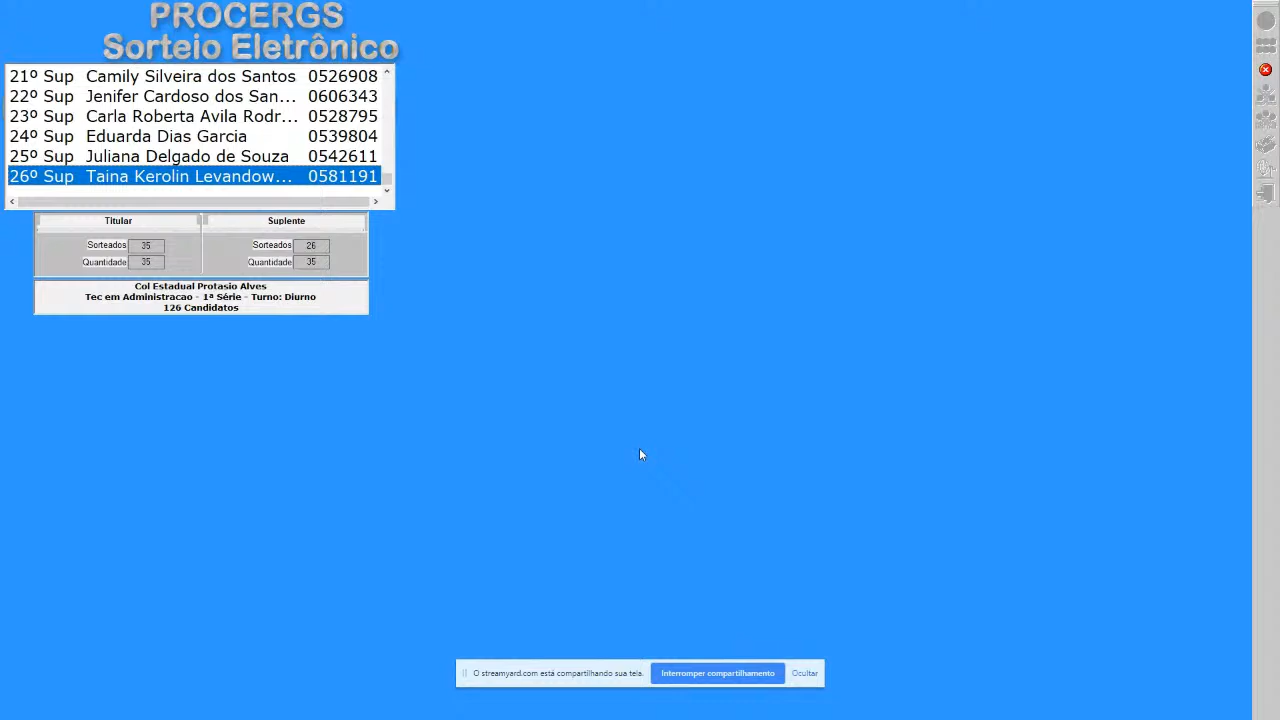 PROCERGS
Sorteio Eletrônico
21º Sup Camily Silveira dos Santos 0526908
22º Sup Jenifer Cardoso dos San... 0606343
23º Sup Carla Roberta Avila Rodr... 0528795
24º Sup Eduarda Dias Garcia 0539804
25º Sup Juliana Delgado de Souza 0542611
26º Sup Taina Kerolin Levandow... 0581191
Titular Suplente
Sorteados 35 Sorteados 26
Quantidade 35 Quantidade 35
Col Estadual Protasio Alves
Tec em Administracao - 1ª Série - Turno: Diurno
126 Candidatos
O streamyard.com está compartilhando sua tela. Interromper compartilhamento Ocultar